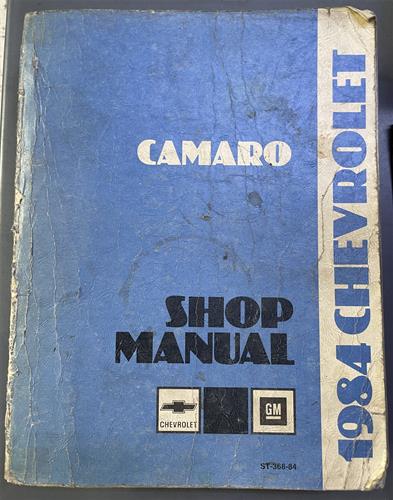 CAMARO
SHOP
MANUAL
CHEVROLET
GM
ST-368-84
1984 CHEVROLET